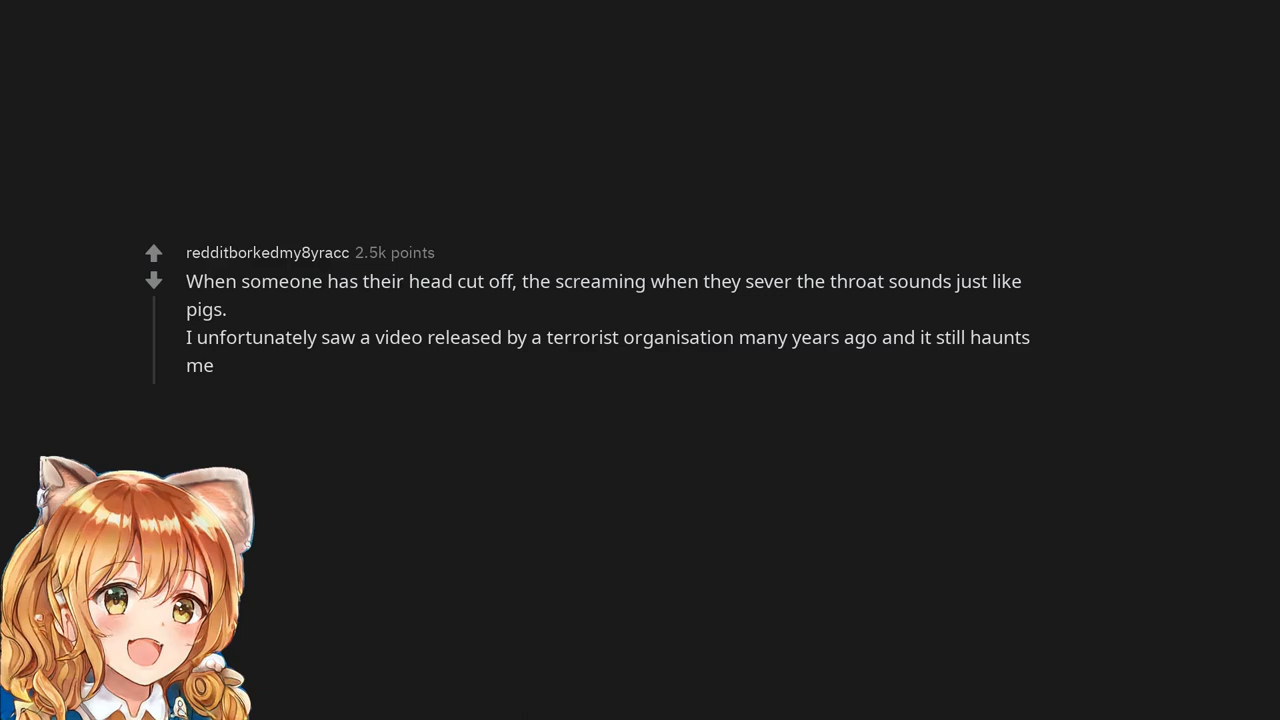 redditborkedmy8yracc 2.5k points
When someone has their head cut off, the screaming when they sever the throat sounds just like
pigs.
I unfortunately saw a video released by a terrorist organisation many years ago and it still haunts
me